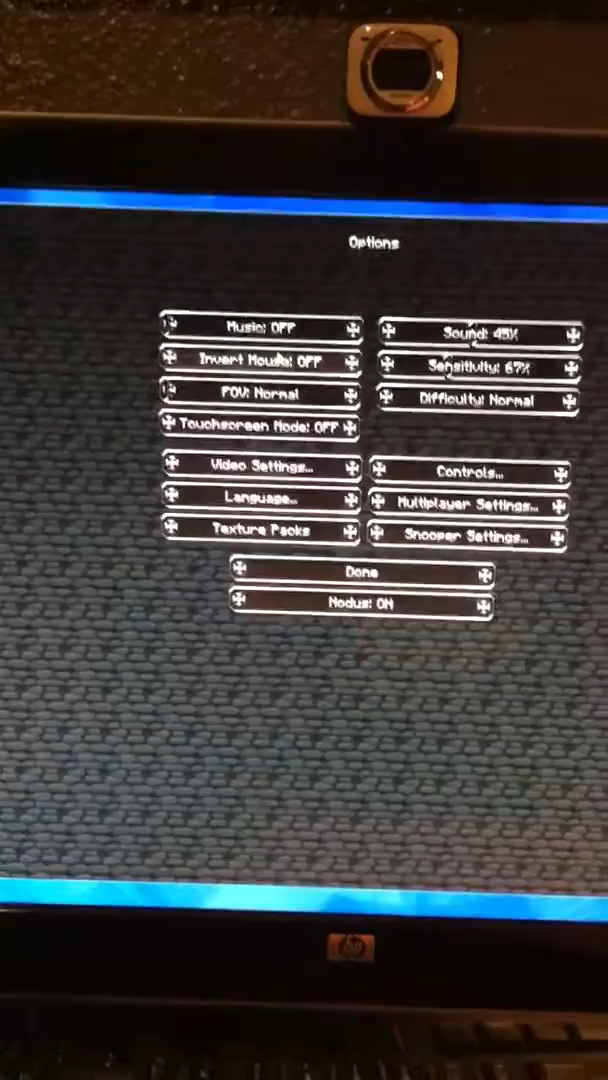 Options
Music: OFF
Sound: 45%
Invert Mouse: OFF
Sensitivity: 67%
FOV: Normal
Difficulty: Normal
Touchscreen Mode: OFF
Video Settings...
Controls...
Language...
Multiplayer Settings...
Texture Packs
Snooper Settings...
Done
Nodus: ON
hp